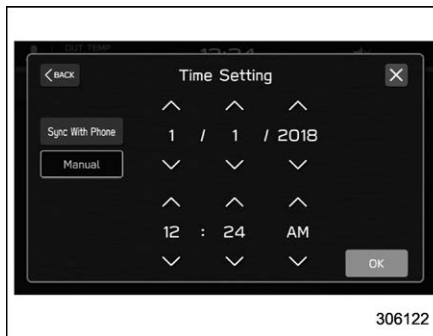 OUT TEMP
12:24
BACK Time Setting X
Sync With Phone
1 / 1 / 2018
Manual
12 : 24 AM
OK
306122